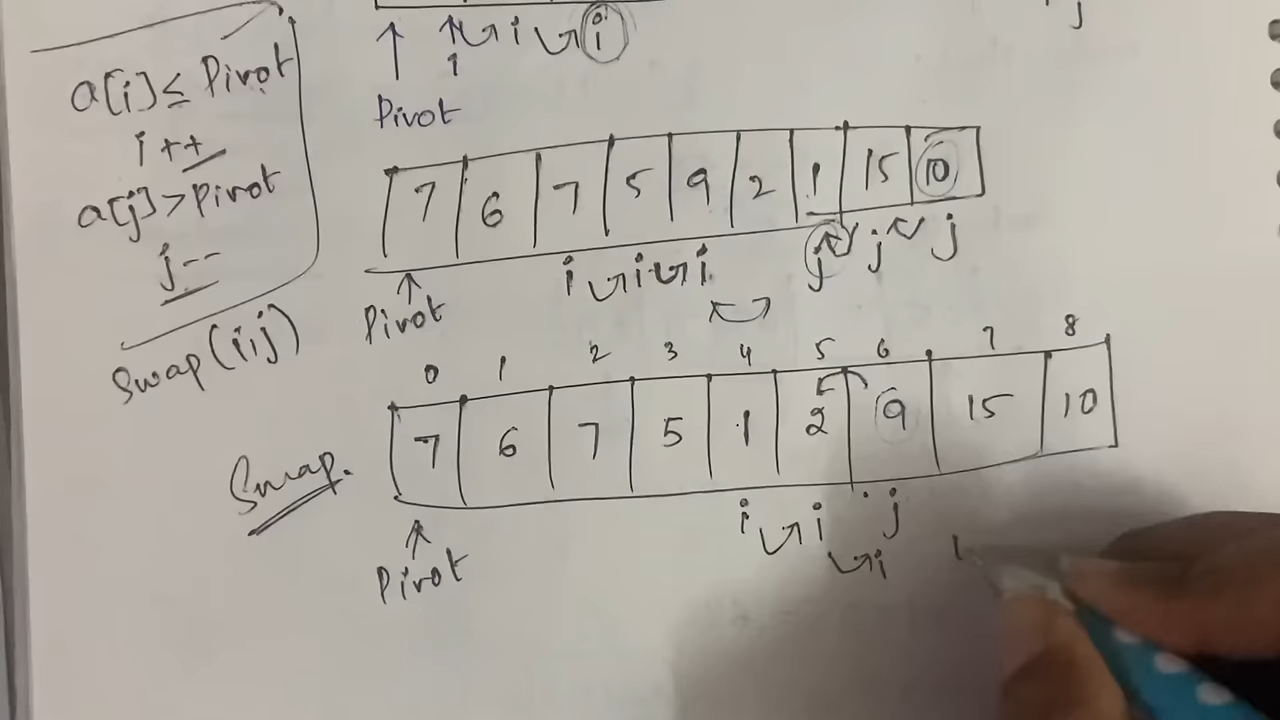 i i i j
1
a[i] ≤ Pivot
i++
a[j] > Pivot
j--
Swap(i,j)
Pivot
7 6 7 5 9 2 1 15 10
i i i j j j
Pivot
0 1 2 3 4 5 6 7 8
7 6 7 5 1 2 9 15 10
Swap.
i i j
i
Pivot